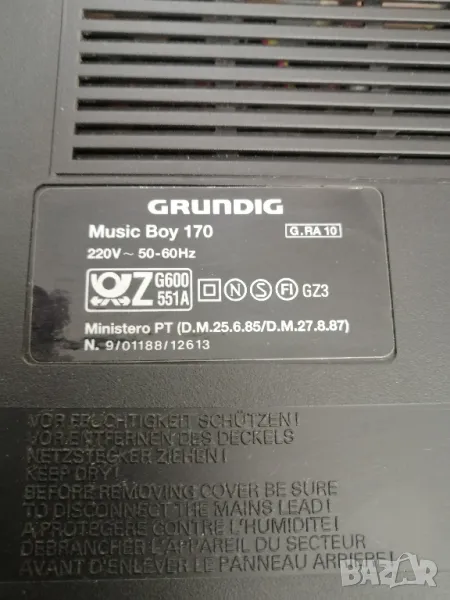 GRUNDIG
Music Boy 170 G.RA 10
220V ~ 50-60Hz
Z G600 551A N S FI GZ3
Ministero PT (D.M.25.6.85/D.M.27.8.87)
N. 9/01188/12613
VOR FEUCHTIGKEIT SCHÜTZEN!
VOR ENTFERNEN DES DECKELS
NETZSTECKER ZIEHEN!
KEEP DRY!
BEFORE REMOVING COVER BE SURE
TO DISCONNECT THE MAINS LEAD!
A PROTEGER CONTRE L'HUMIDITE!
DEBRANCHER L'APPAREIL DU SECTEUR
AVANT D'ENLEVER LE PANNEAU ARRIERE!
BAZAR